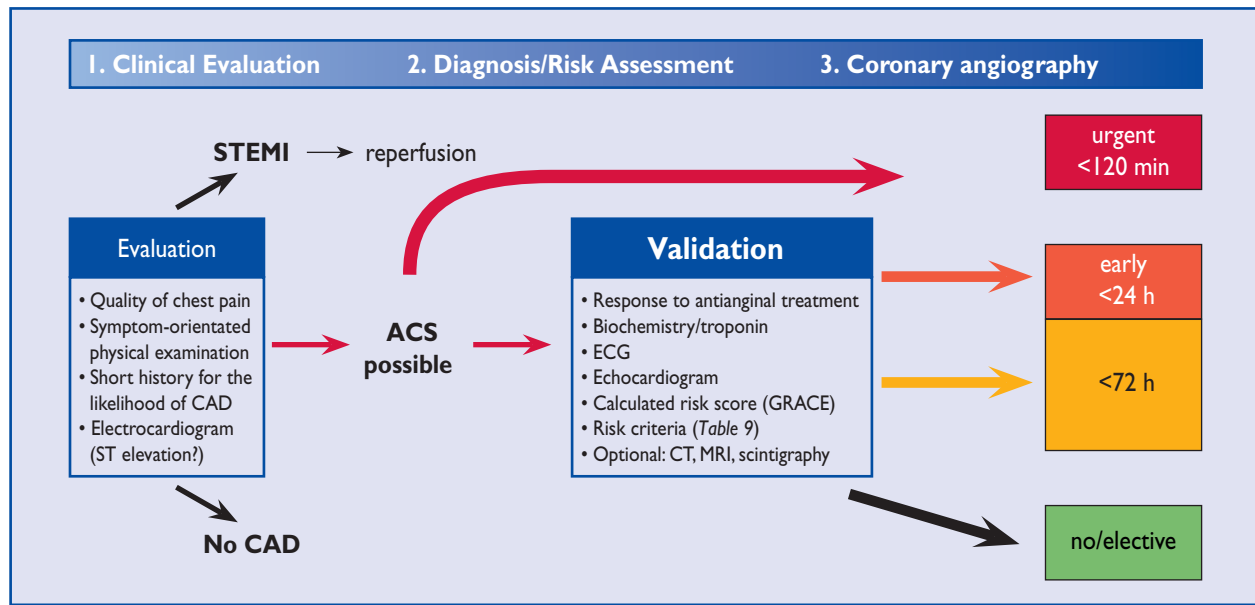 1. Clinical Evaluation
2. Diagnosis/Risk Assessment
3. Coronary angiography
STEMI
reperfusion
urgent
<120 min
Evaluation
• Quality of chest pain
• Symptom-orientated
physical examination
• Short history for the
likelihood of CAD
• Electrocardiogram
(ST elevation?)
ACS
possible
Validation
• Response to antianginal treatment
• Biochemistry/troponin
• ECG
• Echocardiogram
• Calculated risk score (GRACE)
• Risk criteria (Table 9)
• Optional: CT, MRI, scintigraphy
early
<24 h
<72 h
No CAD
no/elective